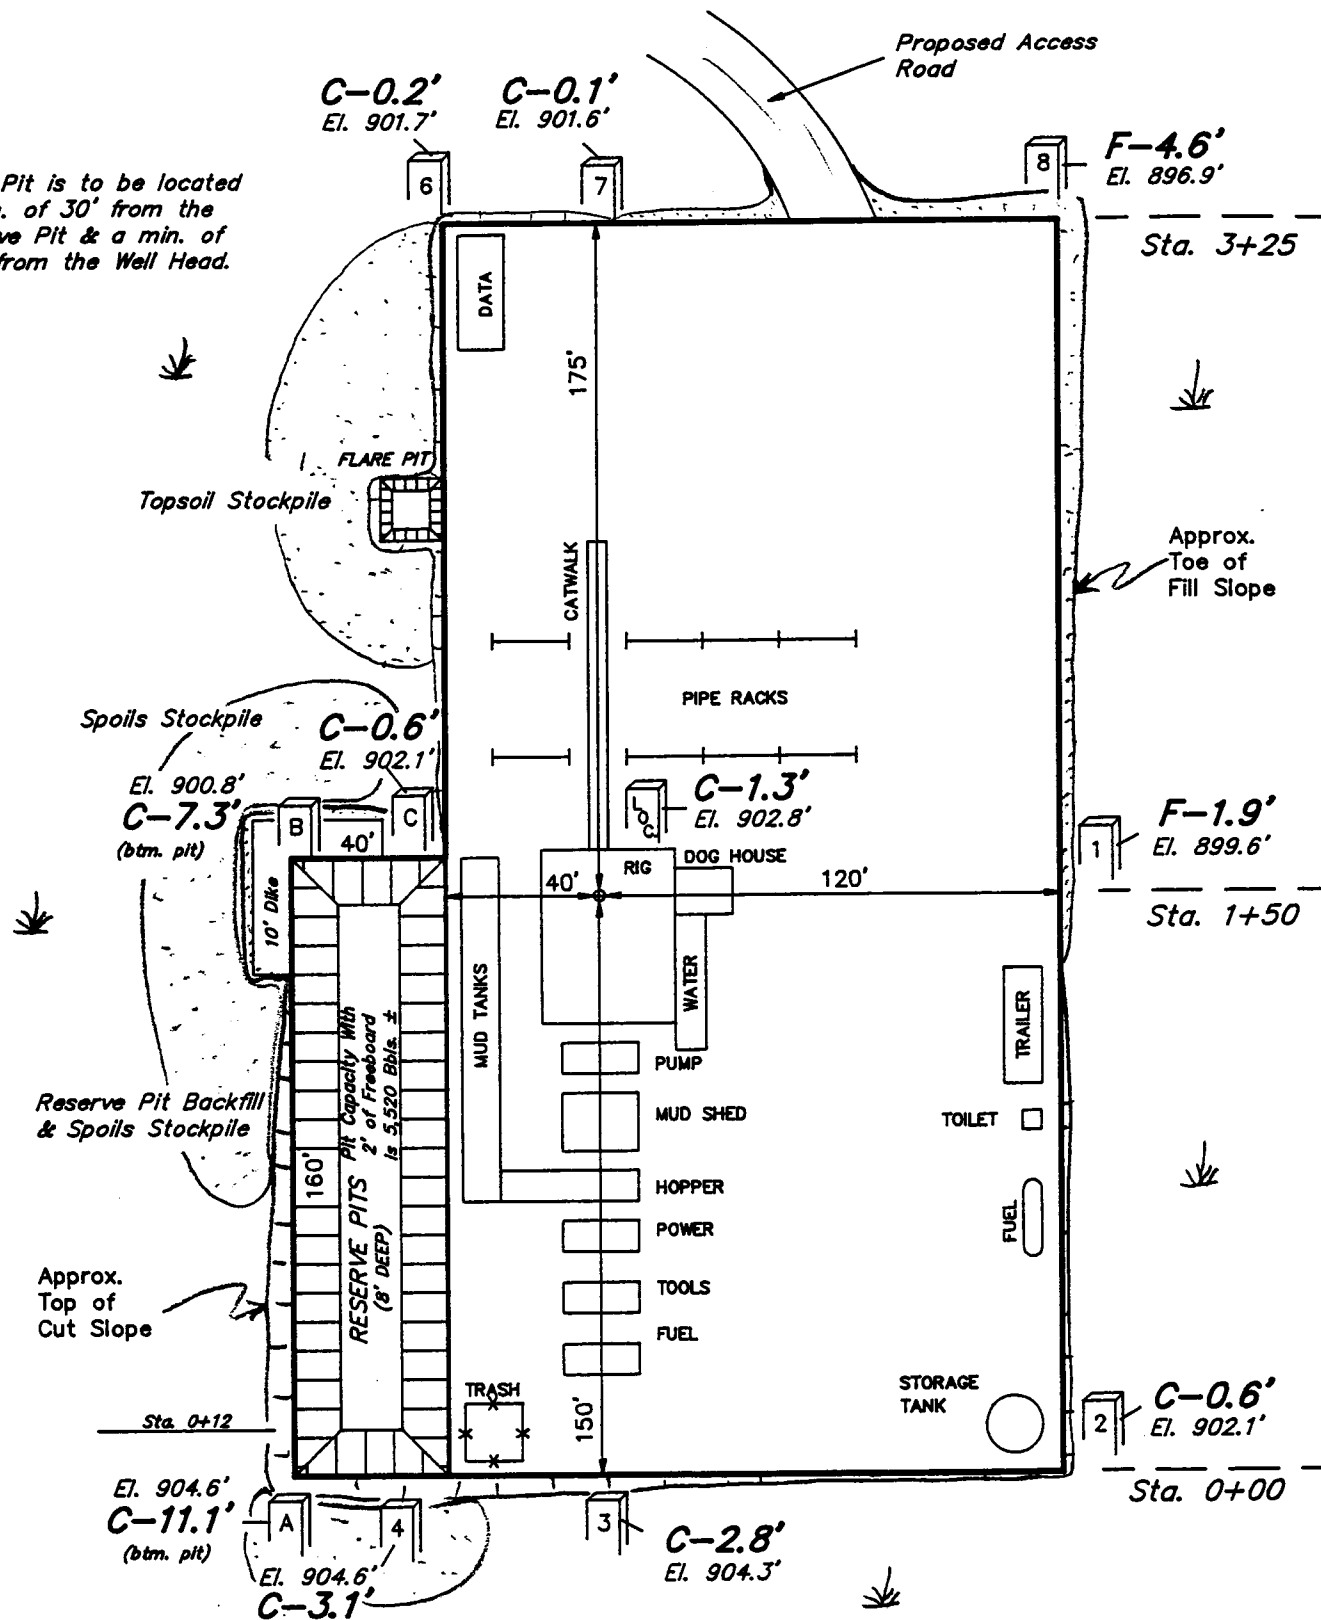 Proposed Access
Road
C-0.2'
El. 901.7'
C-0.1'
El. 901.6'
F-4.6'
El. 896.9'
6
7
8
Pit is to be located
. of 30' from the
ve Pit & a min. of
from the Well Head.
Sta. 3+25
DATA
175'
FLARE PIT
Topsoil Stockpile
CATWALK
Approx.
Toe of
Fill Slope
PIPE RACKS
Spoils Stockpile
C-0.6'
El. 902.1'
El. 900.8'
C-7.3'
(btm. pit)
B
C
40'
LOC
C-1.3'
El. 902.8'
F-1.9'
El. 899.6'
1
RIG
DOG HOUSE
40'
120'
Sta. 1+50
10' Dike
MUD TANKS
WATER
TRAILER
Pit Capacity With
2' of Freeboard
is 5,520 Bbls. ±
PUMP
Reserve Pit Backfill
& Spoils Stockpile
MUD SHED
TOILET
160'
RESERVE PITS
(8' DEEP)
HOPPER
POWER
FUEL
TOOLS
Approx.
Top of
Cut Slope
FUEL
TRASH
STORAGE
TANK
150'
Sta. 0+12
C-0.6'
El. 902.1'
2
Sta. 0+00
El. 904.6'
C-11.1'
(btm. pit)
A
4
3
C-2.8'
El. 904.3'
El. 904.6'
C-3.1'